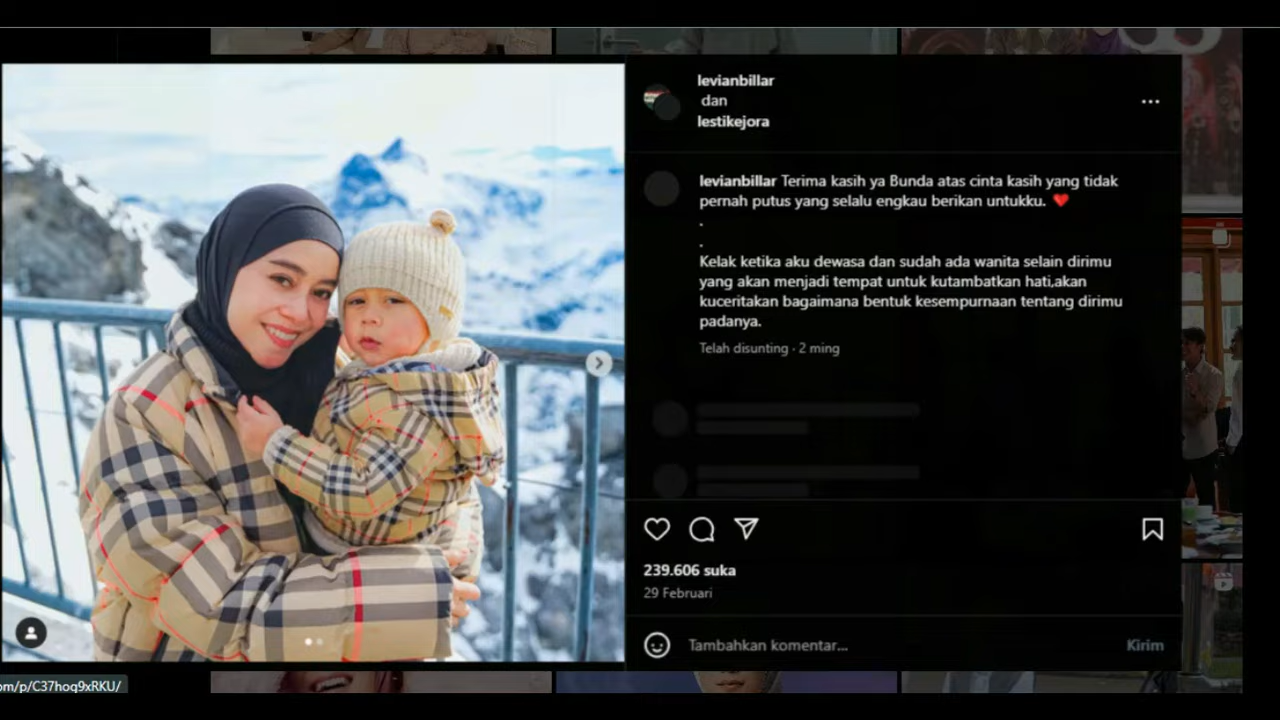 levianbillar
dan
lestikejora
levianbillar Terima kasih ya Bunda atas cinta kasih yang tidak
pernah putus yang selalu engkau berikan untukku. ❤️
.
.
Kelak ketika aku dewasa dan sudah ada wanita selain dirimu
yang akan menjadi tempat untuk kutambatkan hati,akan
kuceritakan bagaimana bentuk kesempurnaan tentang dirimu
padanya.
Telah disunting · 2 ming
239.606 suka
29 Februari
Tambahkan komentar...
Kirim
om/p/C37hoq9xRKU/